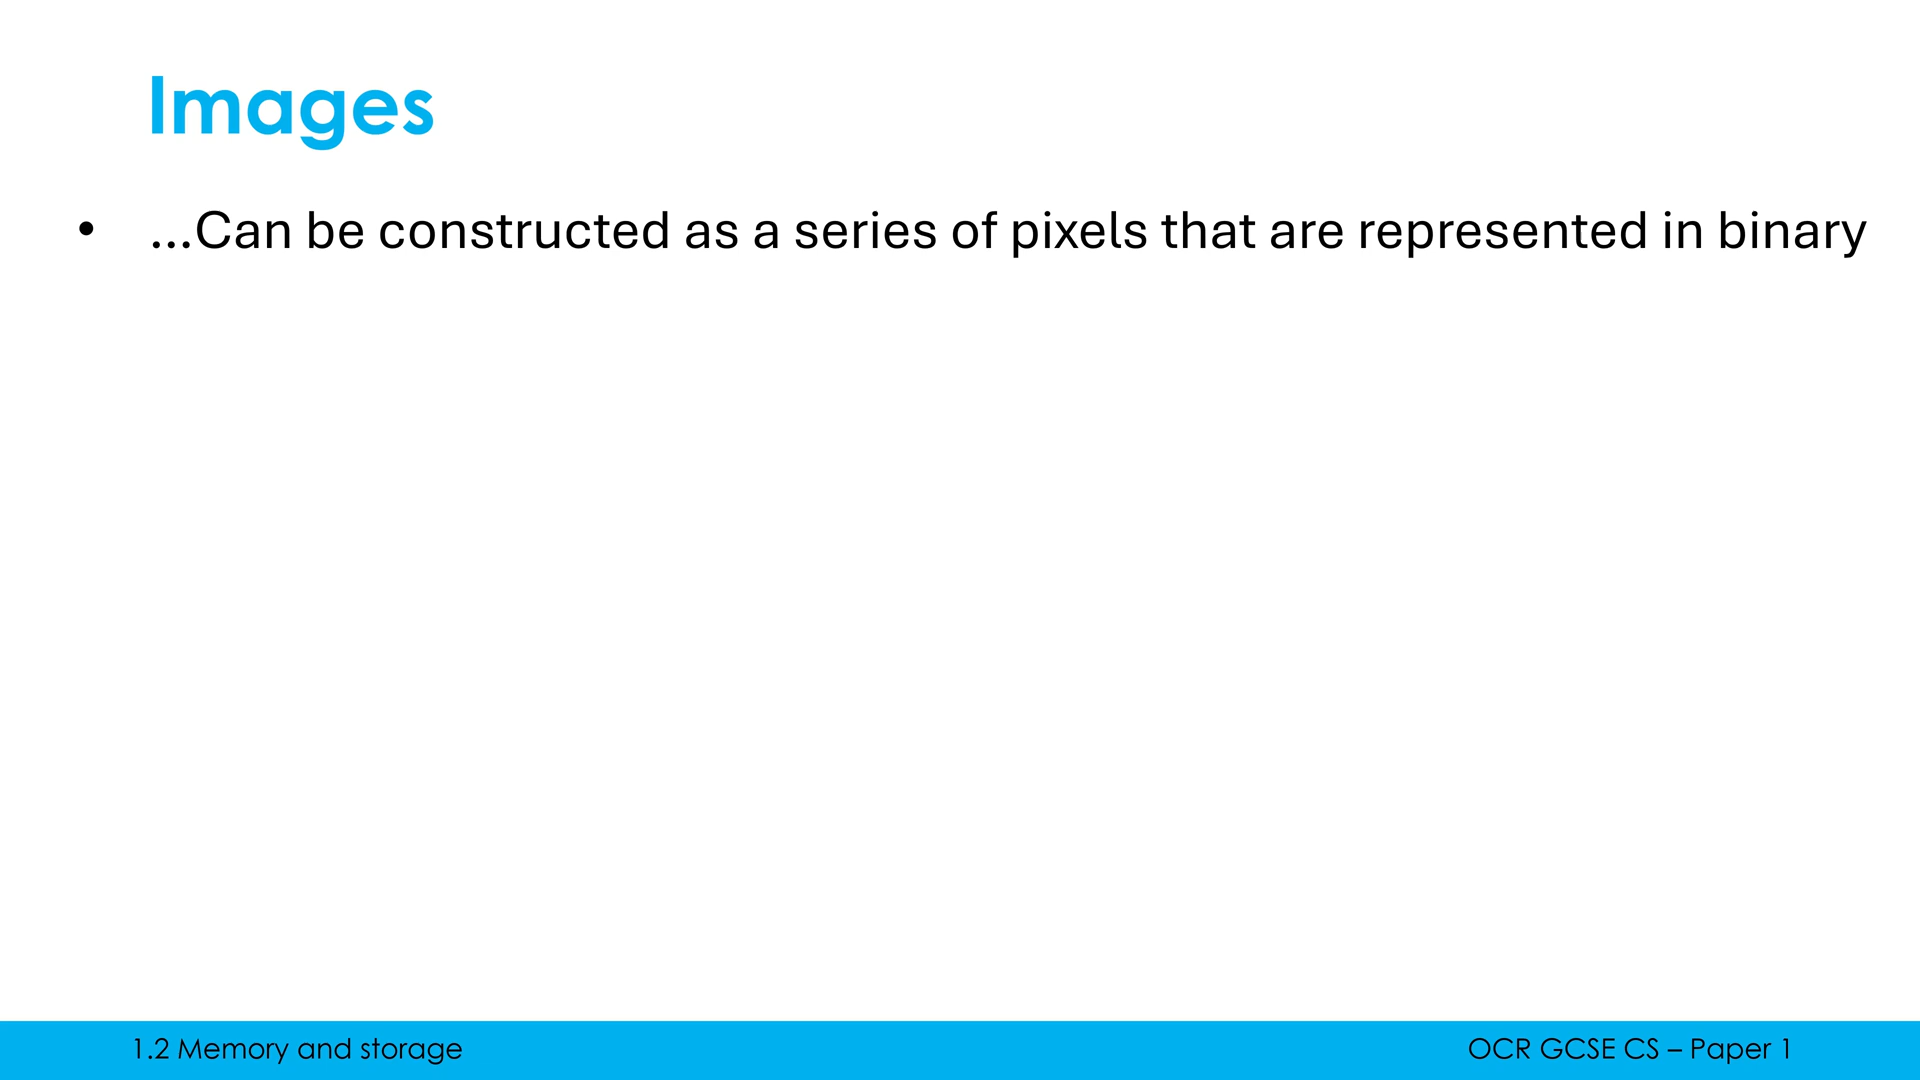 Images
• ...Can be constructed as a series of pixels that are represented in binary
1.2 Memory and storage
OCR GCSE CS – Paper 1